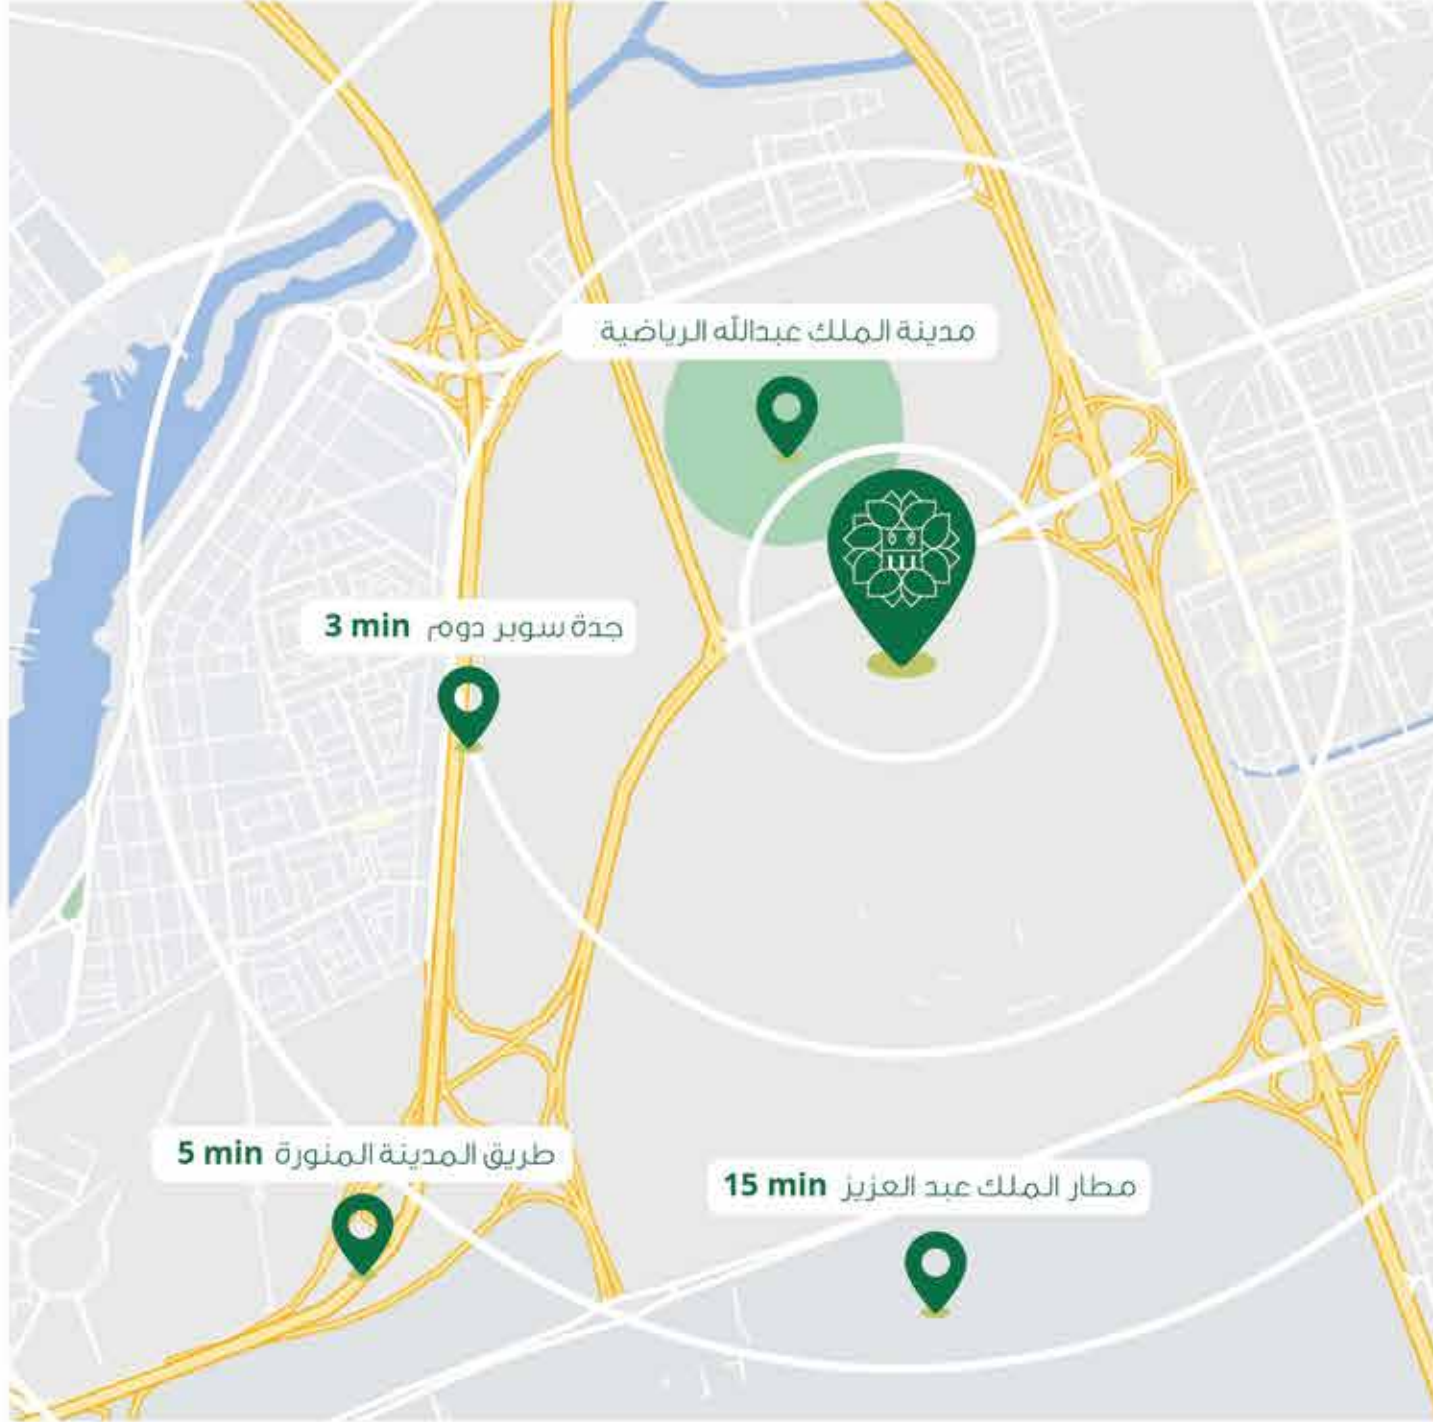 مدينة الملك عبدالله الرياضية
جدة سوبر دوم 3 min
طريق المدينة المنورة 5 min
مطار الملك عبد العزيز 15 min